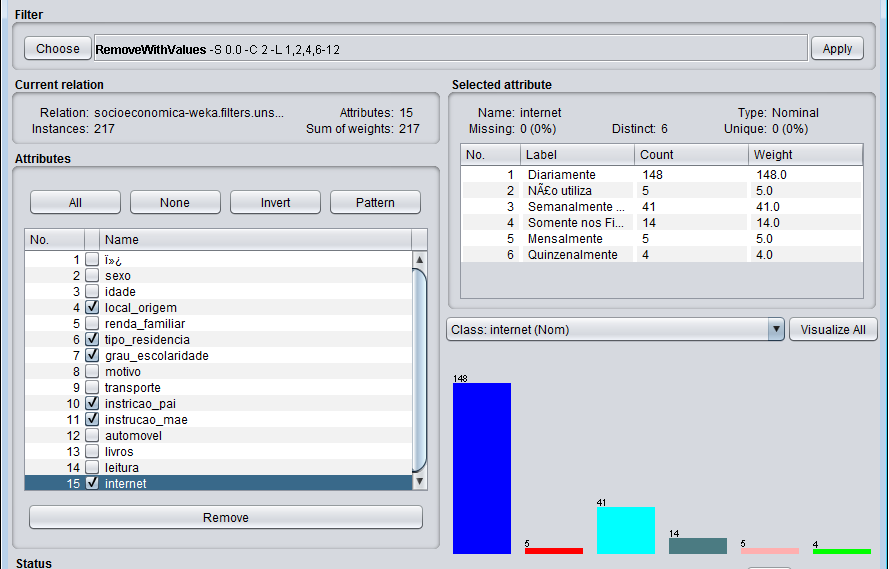 Filter
Choose RemoveWithValues -S 0.0 -C 2 -L 1,2,4,6-12 Apply
Current relation
Relation: socioeconomica-weka.filters.uns... Attributes: 15
Instances: 217 Sum of weights: 217
Attributes
All None Invert Pattern
No. Name
1 ï»¿
2 sexo
3 idade
4 local_origem
5 renda_familiar
6 tipo_residencia
7 grau_escolaridade
8 motivo
9 transporte
10 instricao_pai
11 instrucao_mae
12 automovel
13 livros
14 leitura
15 internet
Remove
Status
Selected attribute
Name: internet Type: Nominal
Missing: 0 (0%) Distinct: 6 Unique: 0 (0%)
No. Label Count Weight
1 Diariamente 148 148.0
2 NÃ£o utiliza 5 5.0
3 Semanalmente ... 41 41.0
4 Somente nos Fi... 14 14.0
5 Mensalmente 5 5.0
6 Quinzenalmente 4 4.0
Class: internet (Nom) Visualize All
148
5
41
14
5
4